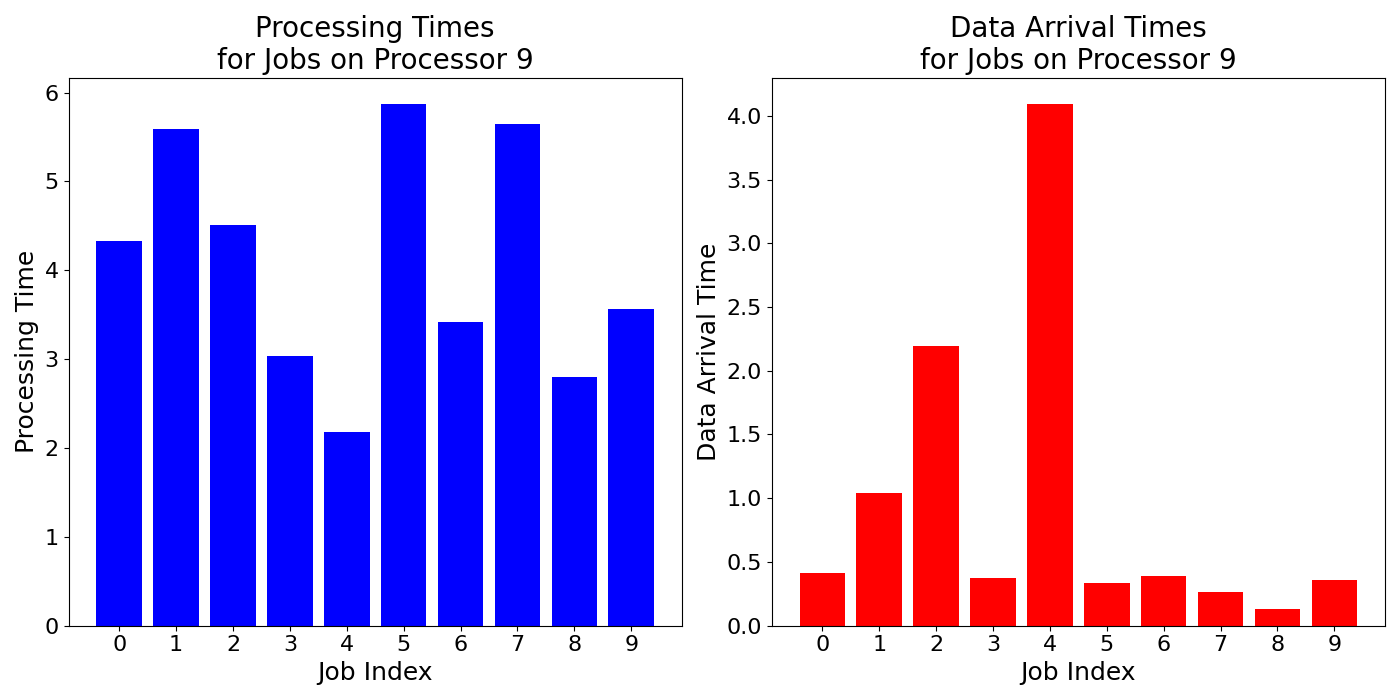 Processing Times
for Jobs on Processor 9
Processing Time
6
5
4
3
2
1
0
0 1 2 3 4 5 6 7 8 9
Job Index
Data Arrival Times
for Jobs on Processor 9
Data Arrival Time
4.0
3.5
3.0
2.5
2.0
1.5
1.0
0.5
0.0
0 1 2 3 4 5 6 7 8 9
Job Index